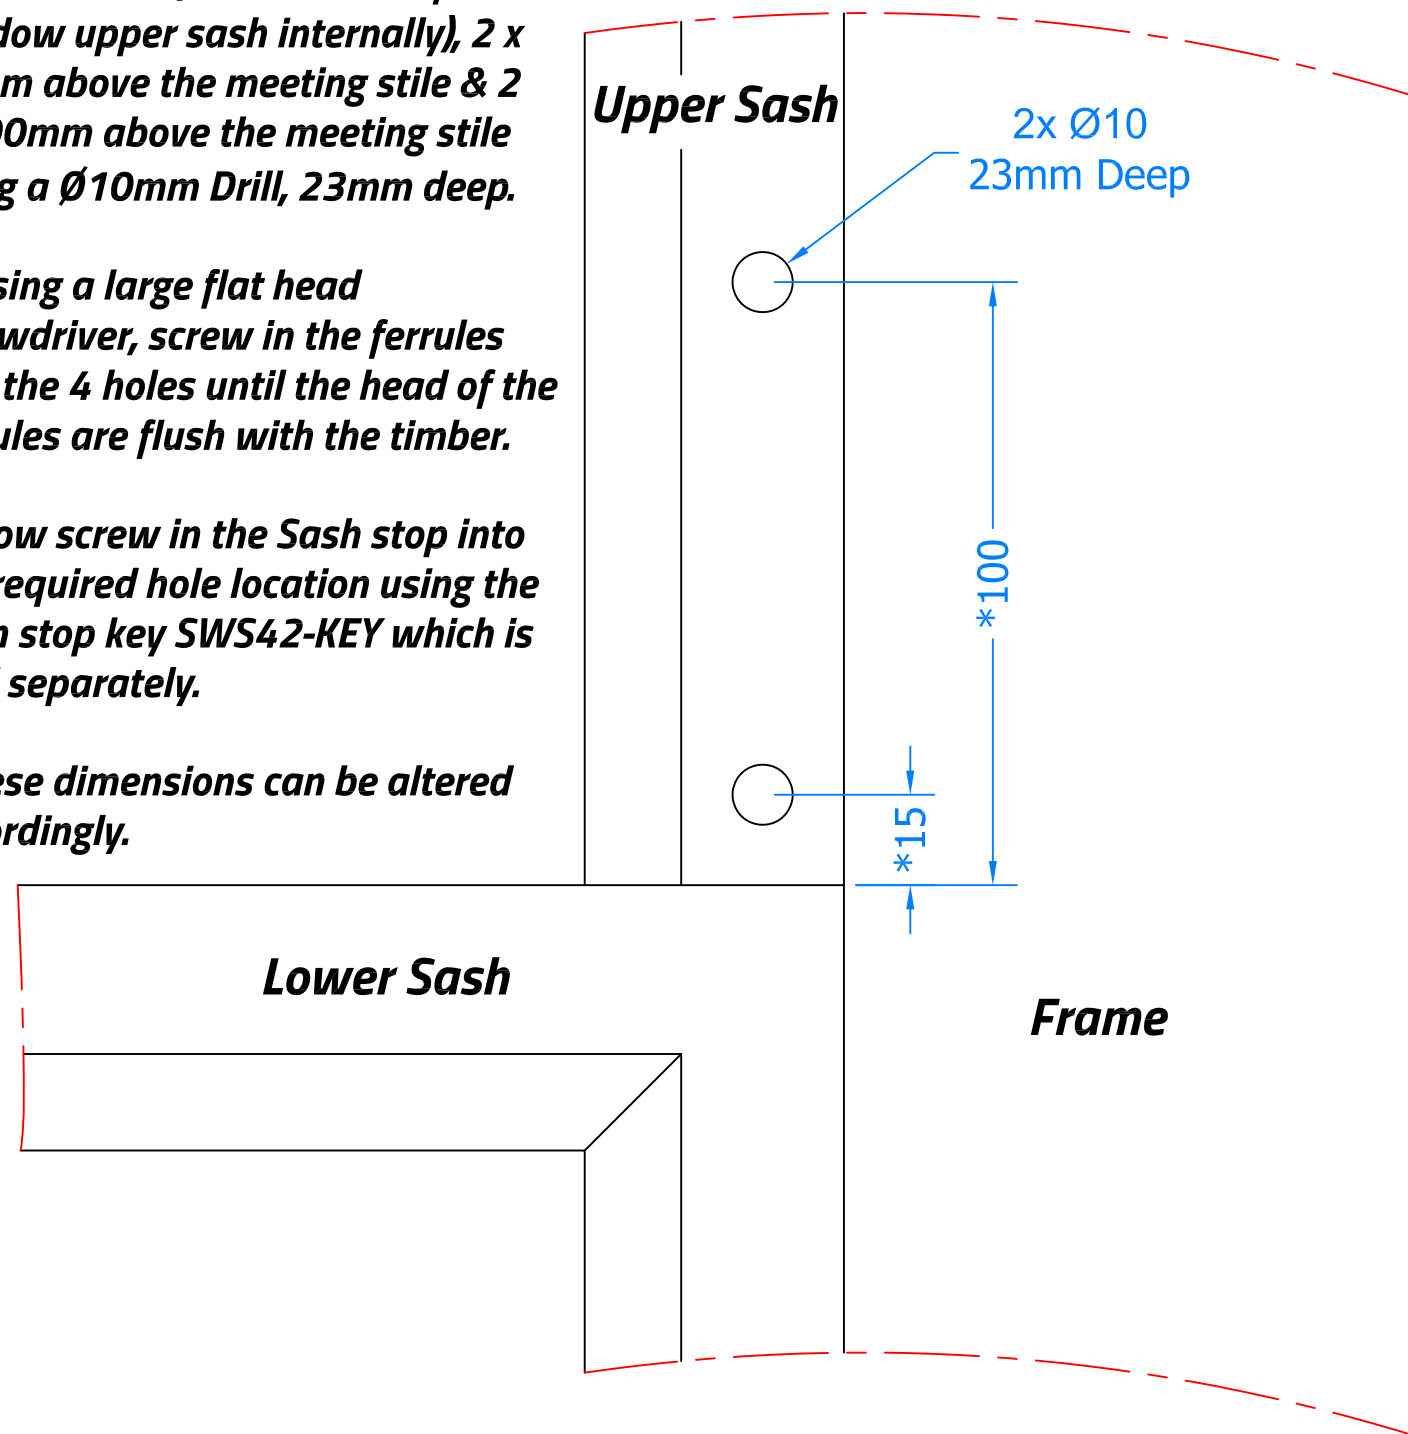 dow upper sash internally), 2 x
m above the meeting stile & 2
00mm above the meeting stile
g a Ø10mm Drill, 23mm deep.
sing a large flat head
wdriver, screw in the ferrules
the 4 holes until the head of the
ules are flush with the timber.
ow screw in the Sash stop into
required hole location using the
n stop key SWS42-KEY which is
separately.
ese dimensions can be altered
ordingly.
Upper Sash
2x Ø10
23mm Deep
*100
*15
Lower Sash
Frame